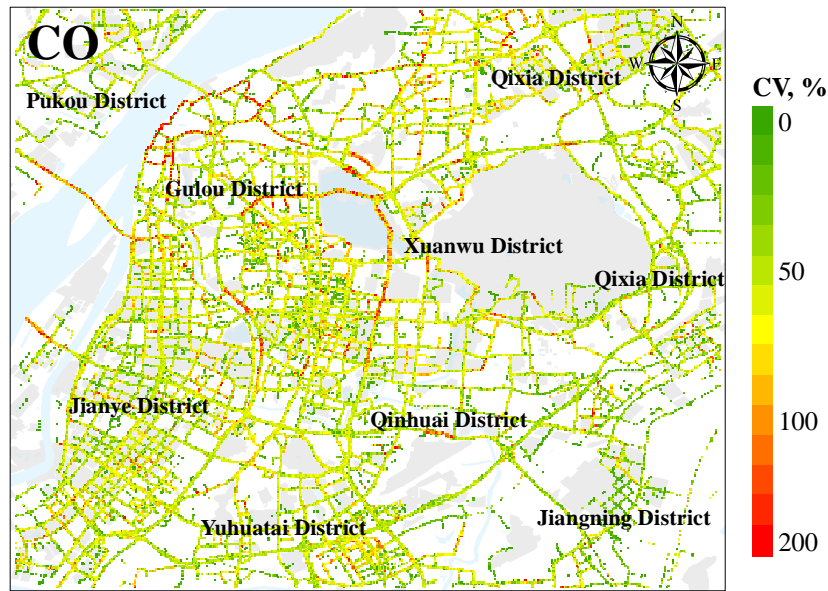 CO
N
W E
S
Qixia District
Pukou District
CV, %
0
Gulou District
Xuanwu District
Qixia District
50
Jianye District
Qinhuai District
100
Yuhuatai District
Jiangning District
200